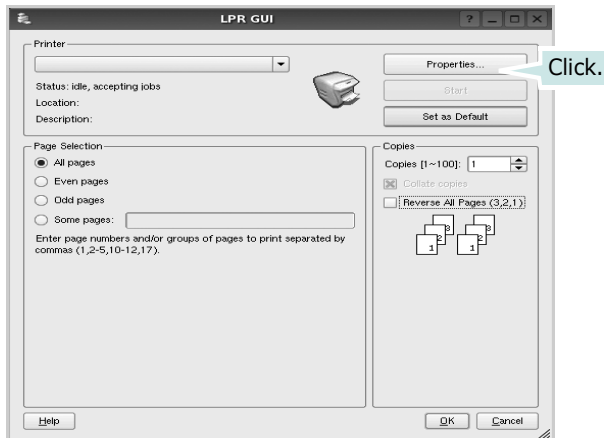 LPR GUI
Printer
Properties...
Click.
Status: idle, accepting jobs
Start
Location:
Description:
Set as Default
Page Selection
All pages
Even pages
Odd pages
Some pages:
Enter page numbers and/or groups of pages to print separated by
commas (1,2-5,10-12,17).
Copies
Copies [1~100]: 1
Collate copies
Reverse All Pages (3,2,1)
3 3
2 2
1 1
Help
OK
Cancel